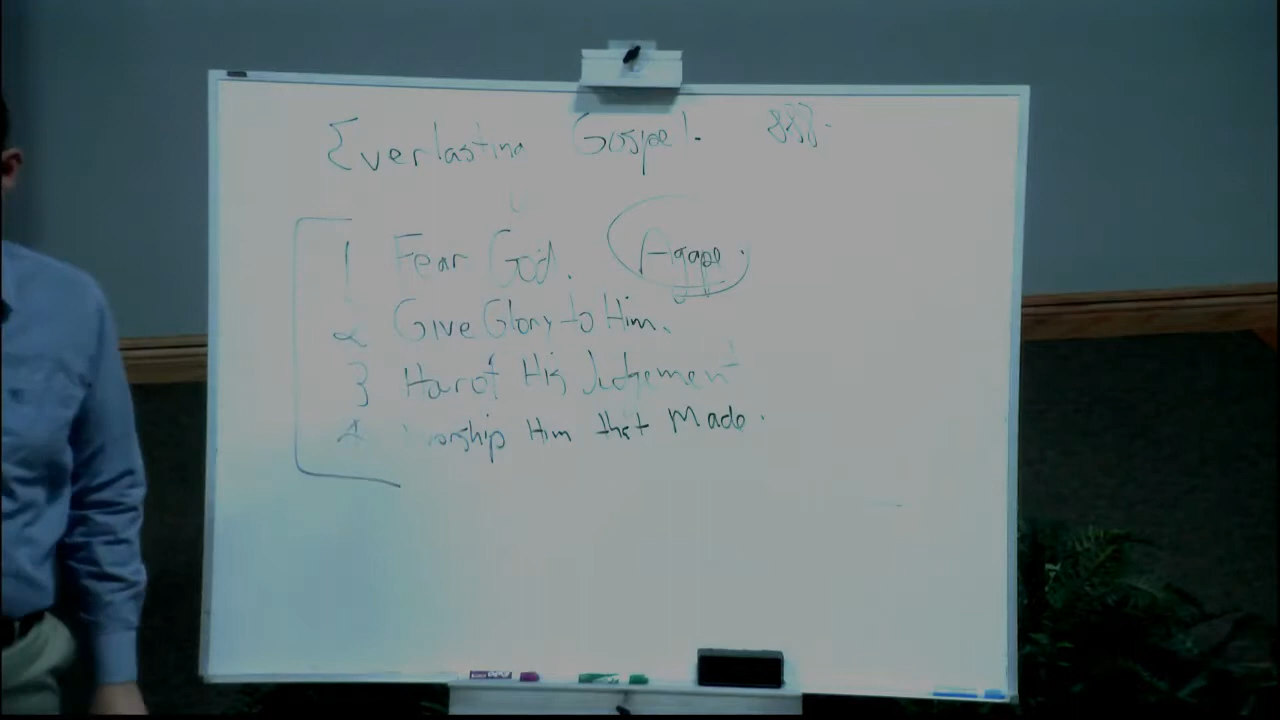 Everlasting Gospel.
1 Fear God. Agape.
2 Give Glory to Him.
3 Hour of His Judgement
4 Worship Him that Made.